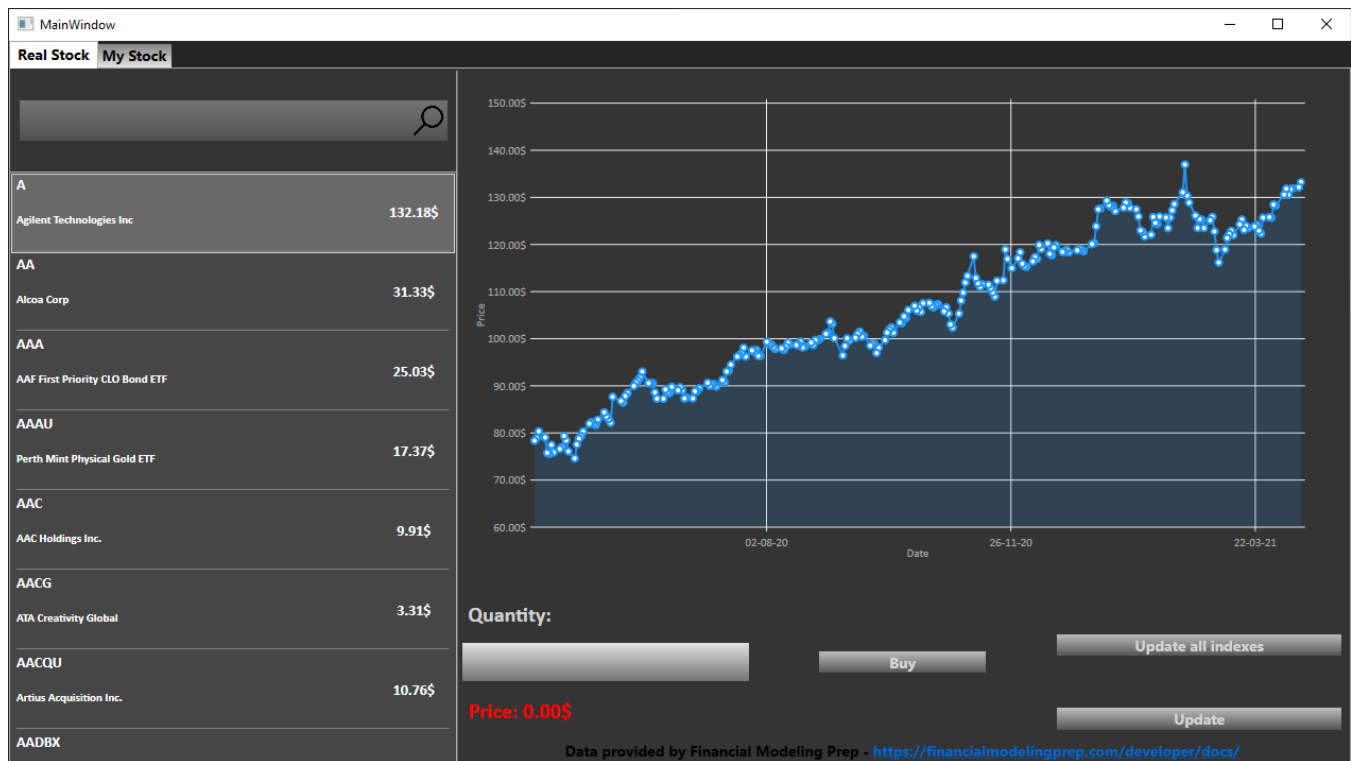 MainWindow
Real Stock My Stock
A
Agilent Technologies Inc 132.18$
AA
Alcoa Corp 31.33$
AAA
AAF First Priority CLO Bond ETF 25.03$
AAAU
Perth Mint Physical Gold ETF 17.37$
AAC
AAC Holdings Inc. 9.91$
AACG
ATA Creativity Global 3.31$
AACQU
Artius Acquisition Inc. 10.76$
AADBX
150.00$
140.00$
130.00$
120.00$
110.00$
100.00$
90.00$
80.00$
70.00$
60.00$
Price
02-08-20 26-11-20 22-03-21
Date
Quantity:
Buy
Update all indexes
Price: 0.00$
Update
Data provided by Financial Modeling Prep - https://financialmodelingprep.com/developer/docs/